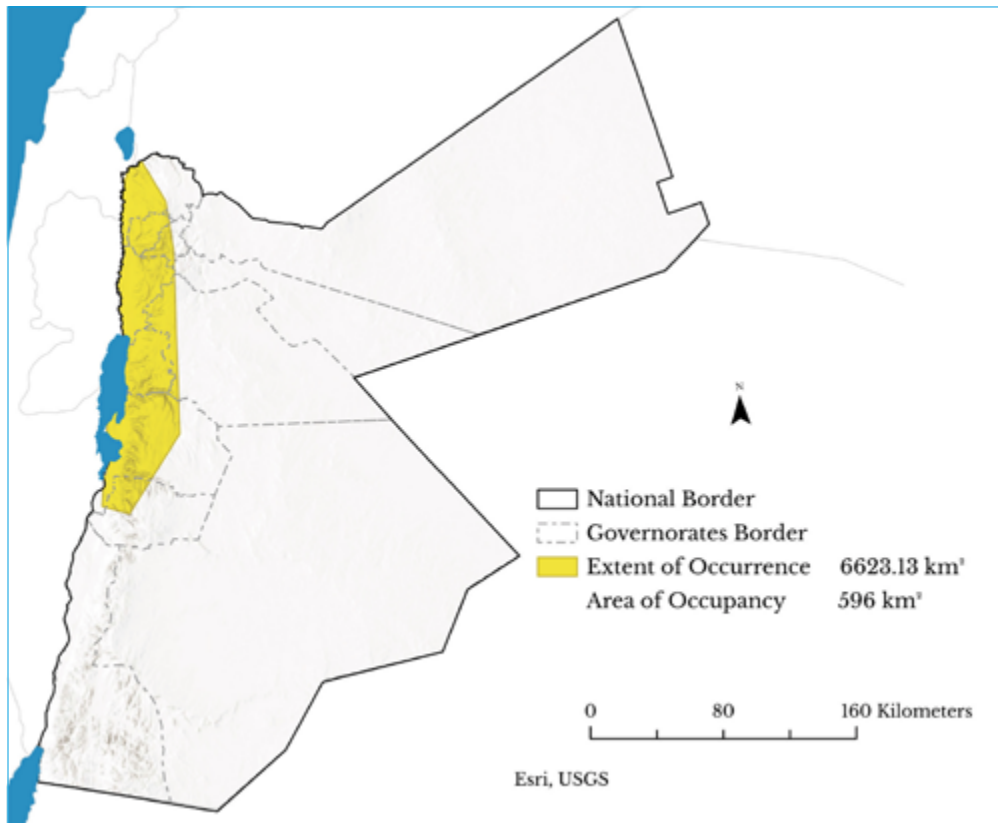 N
National Border
Governorates Border
Extent of Occurrence 6623.13 km²
Area of Occupancy 596 km²
0 80 160 Kilometers
Esri, USGS